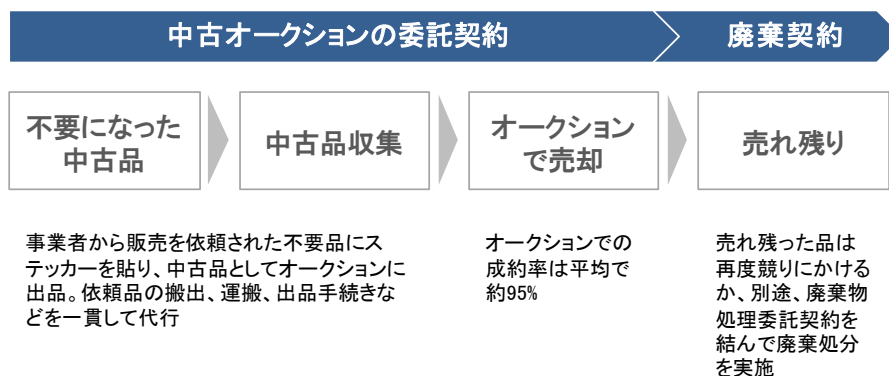 中古オークションの委託契約
廃棄契約
不要になった
中古品
中古品収集
オークション
で売却
売れ残り
事業者から販売を依頼された不要品にス
テッカーを貼り、中古品としてオークションに
出品。依頼品の搬出、運搬、出品手続きな
どを一貫して代行
オークションでの
成約率は平均で
約95%
売れ残った品は
再度競りにかける
か、別途、廃棄物
処理委託契約を
結んで廃棄処分
を実施